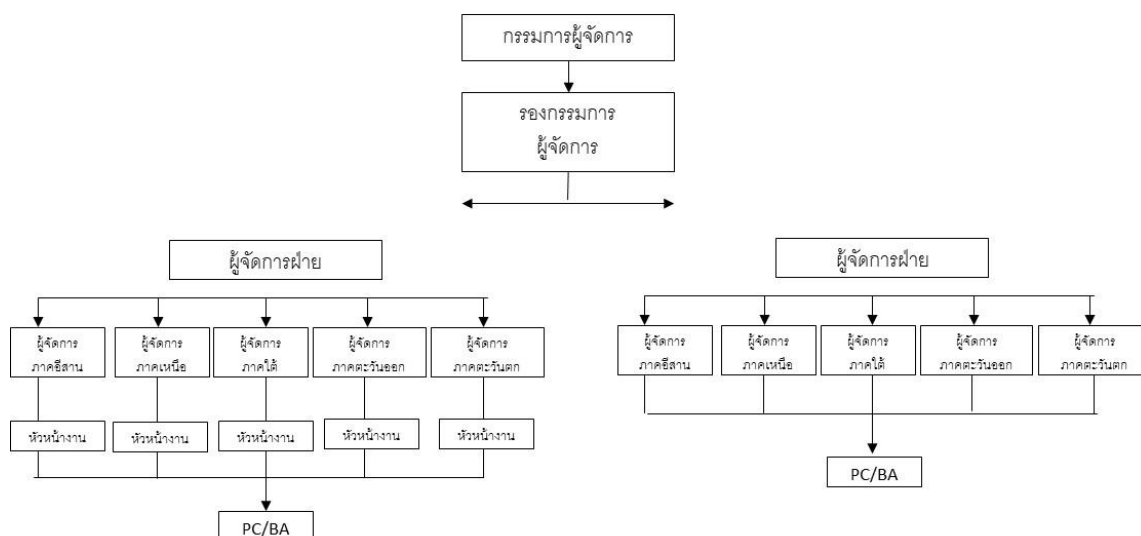 กรรมการผู้จัดการ
รองกรรมการ
ผู้จัดการ
ผู้จัดการฝ่าย
ผู้จัดการ
ภาคอีสาน
ผู้จัดการ
ภาคเหนือ
ผู้จัดการ
ภาคใต้
ผู้จัดการ
ภาคตะวันออก
ผู้จัดการ
ภาคตะวันตก
หัวหน้างาน
หัวหน้างาน
หัวหน้างาน
หัวหน้างาน
หัวหน้างาน
PC/BA
ผู้จัดการฝ่าย
ผู้จัดการ
ภาคอีสาน
ผู้จัดการ
ภาคเหนือ
ผู้จัดการ
ภาคใต้
ผู้จัดการ
ภาคตะวันออก
ผู้จัดการ
ภาคตะวันตก
PC/BA